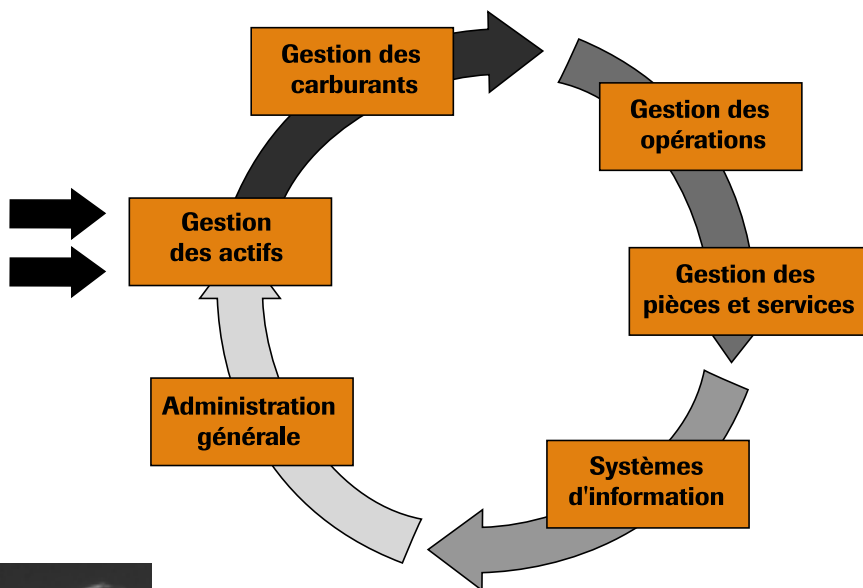 Gestion des
carburants
Gestion des
opérations
Gestion
des actifs
Gestion des
pièces et services
Administration
générale
Systèmes
d'information